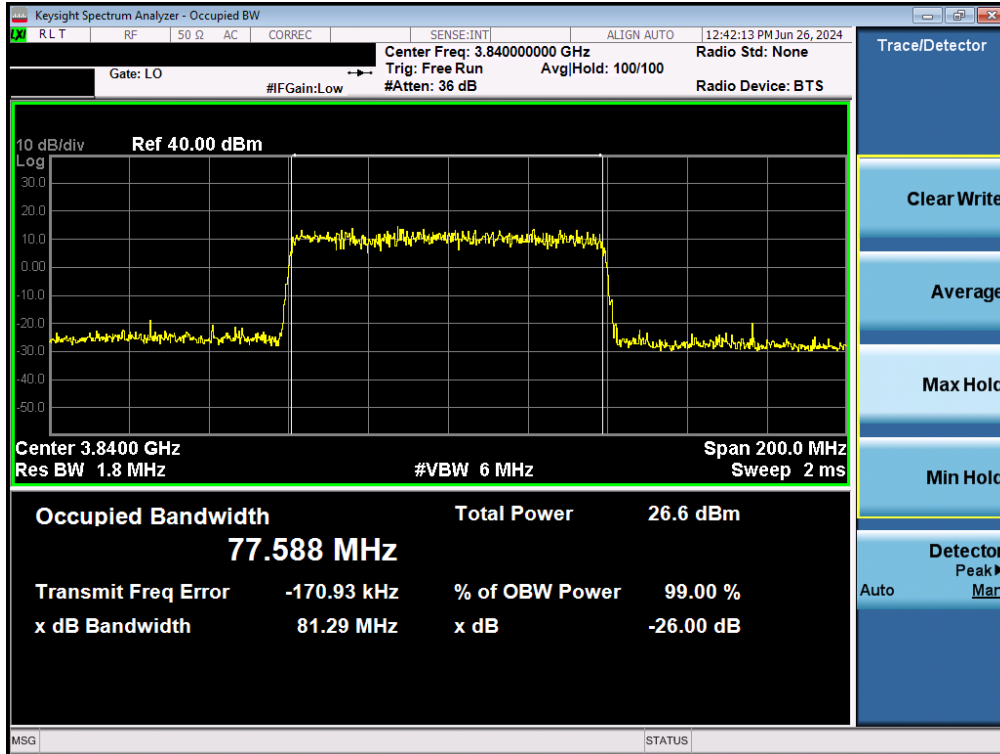 Keysight Spectrum Analyzer - Occupied BW
LXI RLT RF 50 Ω AC CORREC SENSE:INT ALIGN AUTO 12:42:13 PM Jun 26, 2024
Center Freq: 3.840000000 GHz Radio Std: None
Gate: LO Trig: Free Run Avg|Hold: 100/100
#IFGain:Low #Atten: 36 dB Radio Device: BTS
10 dB/div Ref 40.00 dBm
Log
30.0
20.0
10.0
0.00
-10.0
-20.0
-30.0
-40.0
-50.0
Center 3.8400 GHz Span 200.0 MHz
Res BW 1.8 MHz #VBW 6 MHz Sweep 2 ms
Occupied Bandwidth Total Power 26.6 dBm
77.588 MHz
Transmit Freq Error -170.93 kHz % of OBW Power 99.00 %
x dB Bandwidth 81.29 MHz x dB -26.00 dB
MSG STATUS
Trace/Detector
Clear Write
Average
Max Hold
Min Hold
Detector
Peak▶
Auto Man